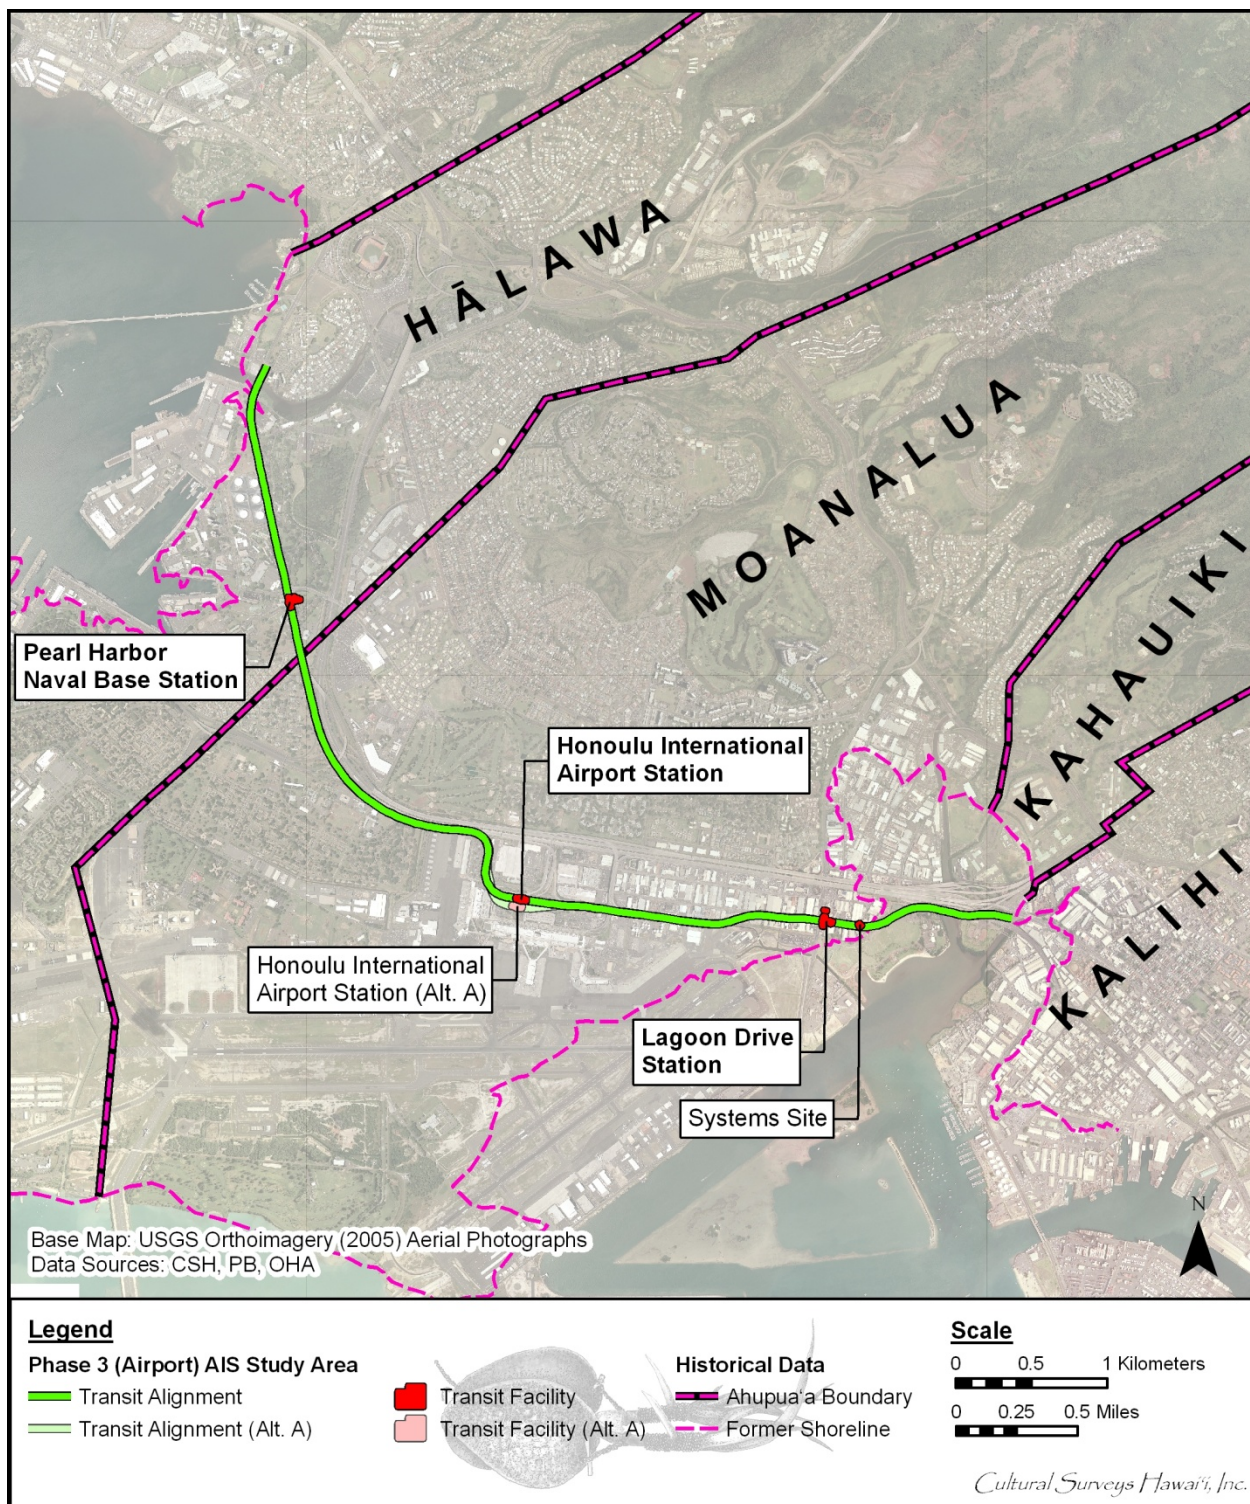 HĀLAWA
MOANALUA
KAHAUIKI
KALIHI
Pearl Harbor
Naval Base Station
Honoulu International
Airport Station
Honoulu International
Airport Station (Alt. A)
Lagoon Drive
Station
Systems Site
N
Base Map: USGS Orthoimagery (2005) Aerial Photographs
Data Sources: CSH, PB, OHA
Legend
Phase 3 (Airport) AIS Study Area
Transit Alignment
Transit Alignment (Alt. A)
Transit Facility
Transit Facility (Alt. A)
Historical Data
Ahupua‘a Boundary
Former Shoreline
Scale
0 0.5 1 Kilometers
0 0.25 0.5 Miles
Cultural Surveys Hawai‘i, Inc.